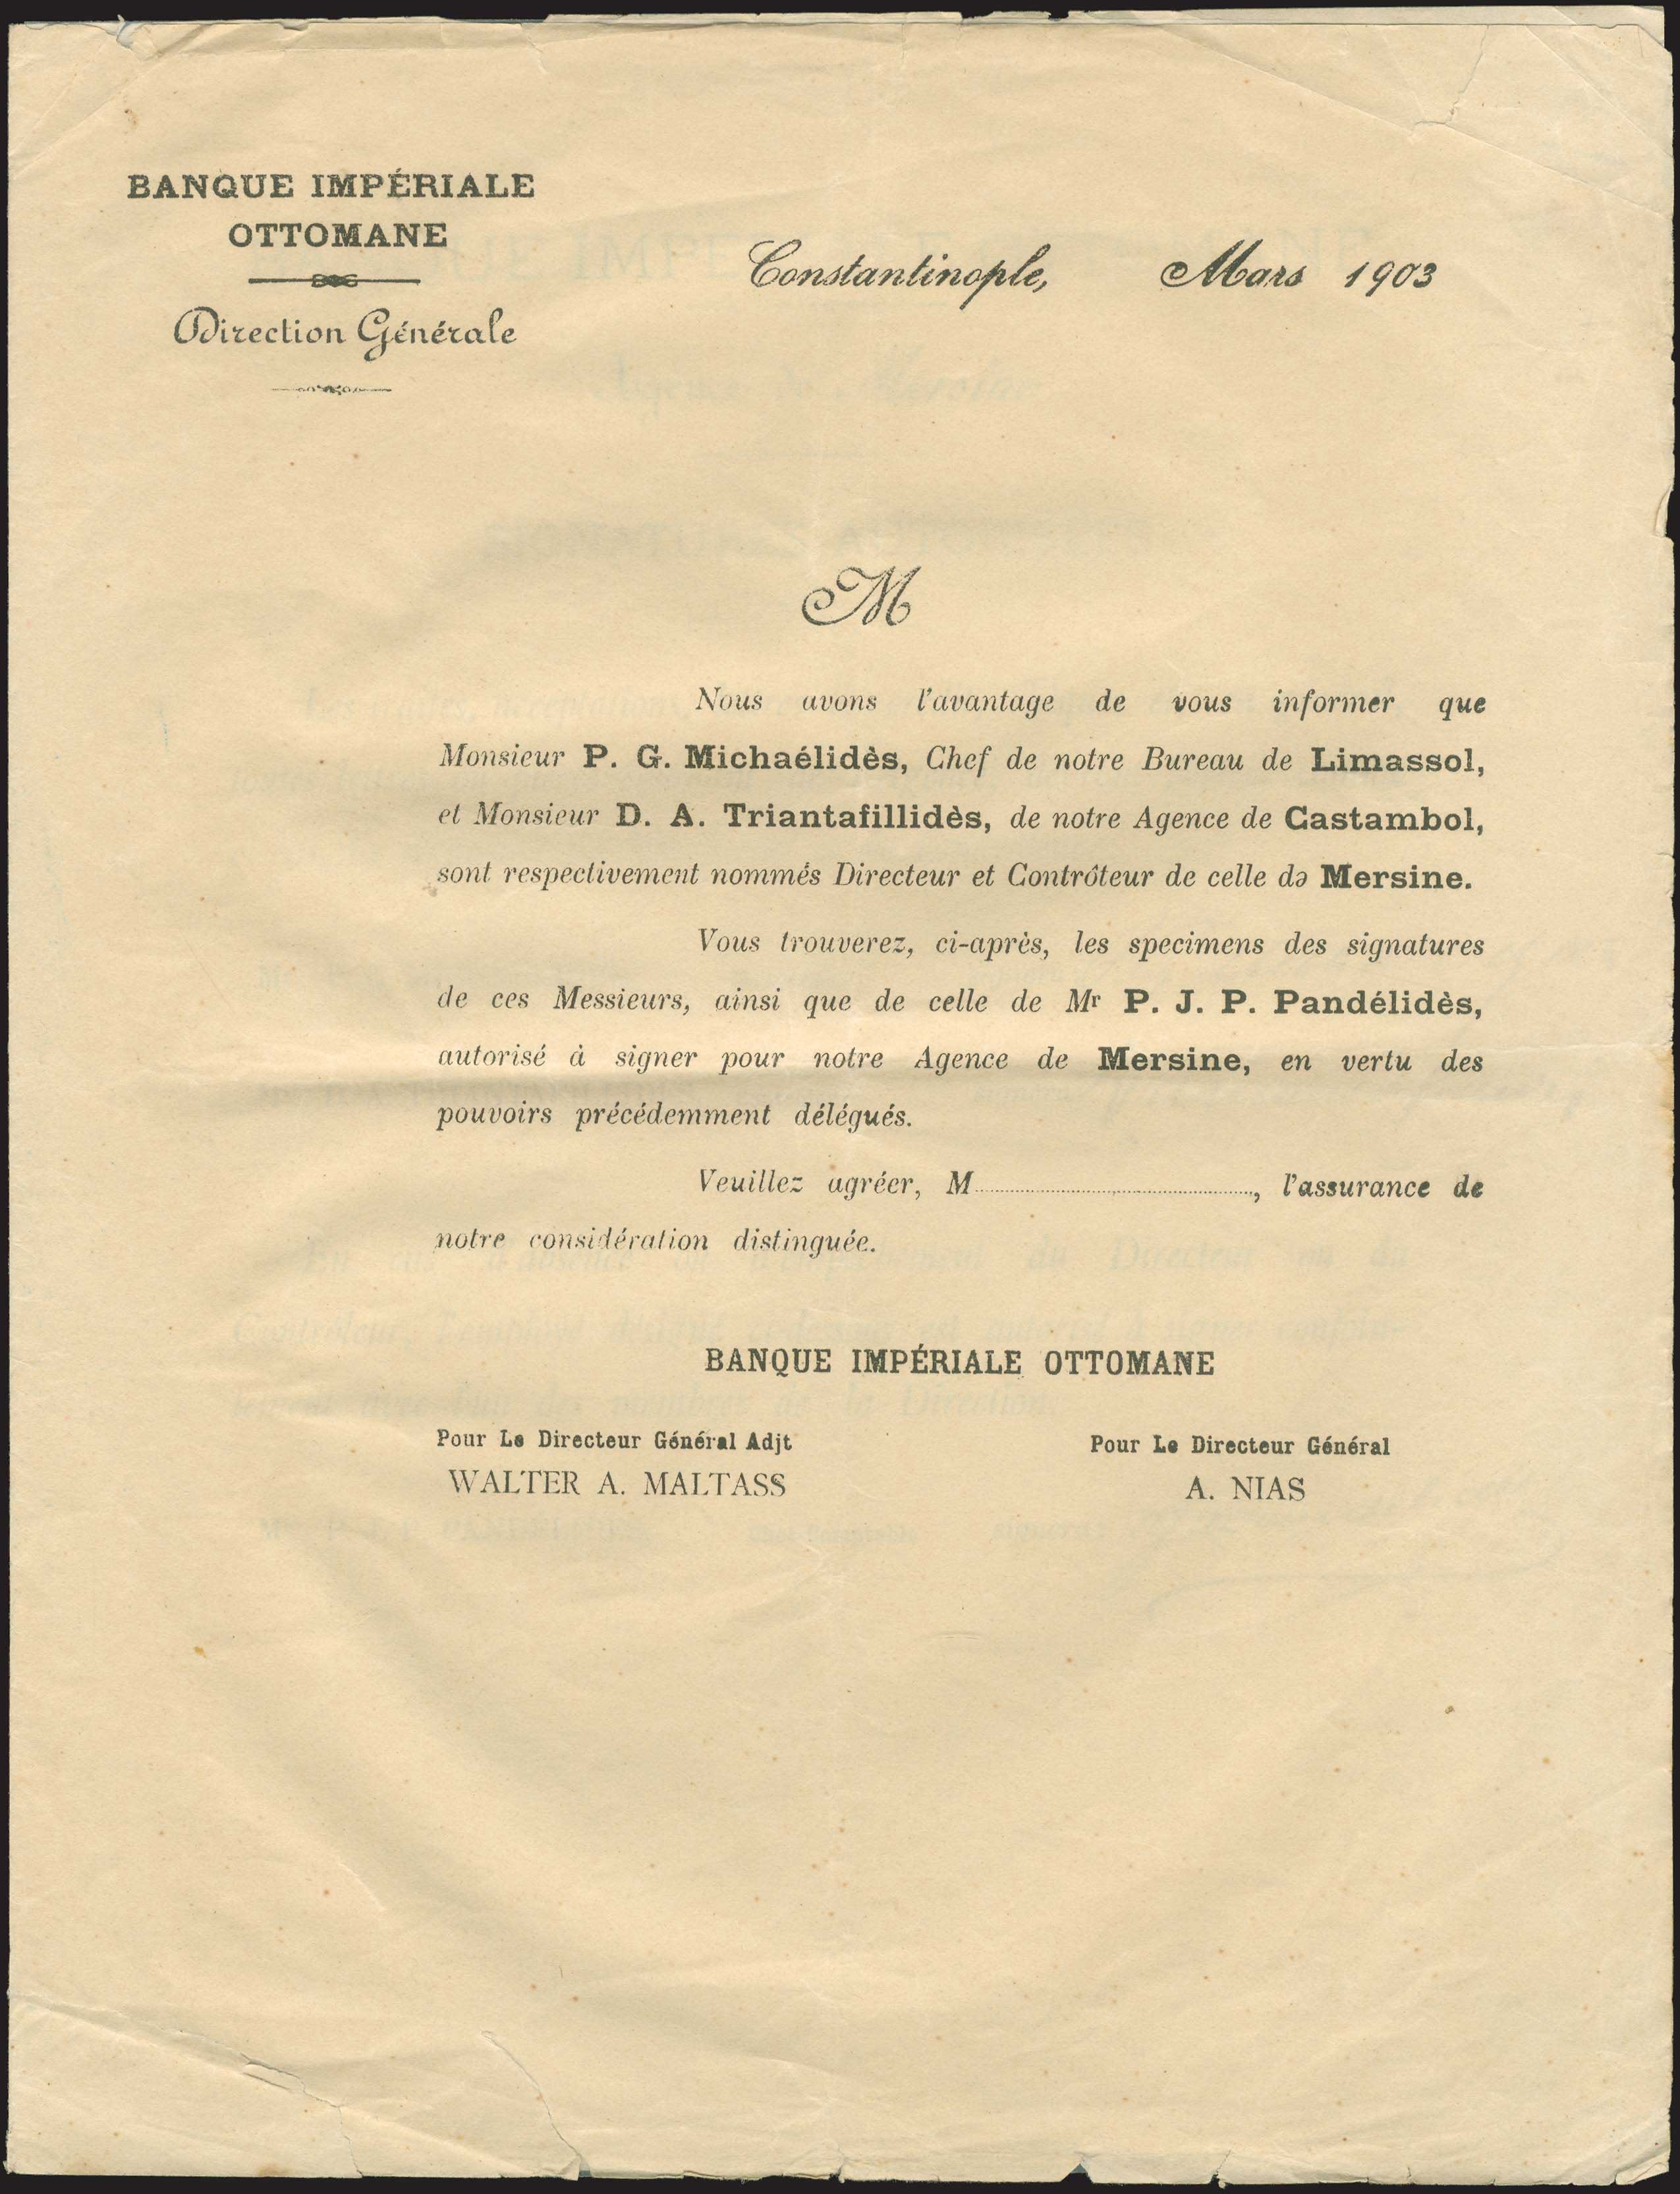 BANQUE IMPÉRIALE
OTTOMANE
Direction Générale
Constantinople, Mars 1903
M
Nous avons l'avantage de vous informer que
Monsieur P. G. Michaélidès, Chef de notre Bureau de Limassol,
et Monsieur D. A. Triantafillidès, de notre Agence de Castambol,
sont respectivement nommés Directeur et Contrôleur de celle de Mersine.
Vous trouverez, ci-après, les specimens des signatures
de ces Messieurs, ainsi que de celle de Mr P. J. P. Pandélidès,
autorisé à signer pour notre Agence de Mersine, en vertu des
pouvoirs précédemment délégués.
Veuillez agréer, M................................., l'assurance de
notre considération distinguée.
BANQUE IMPÉRIALE OTTOMANE
Pour Le Directeur Général Adjt
WALTER A. MALTASS
Pour Le Directeur Général
A. NIAS